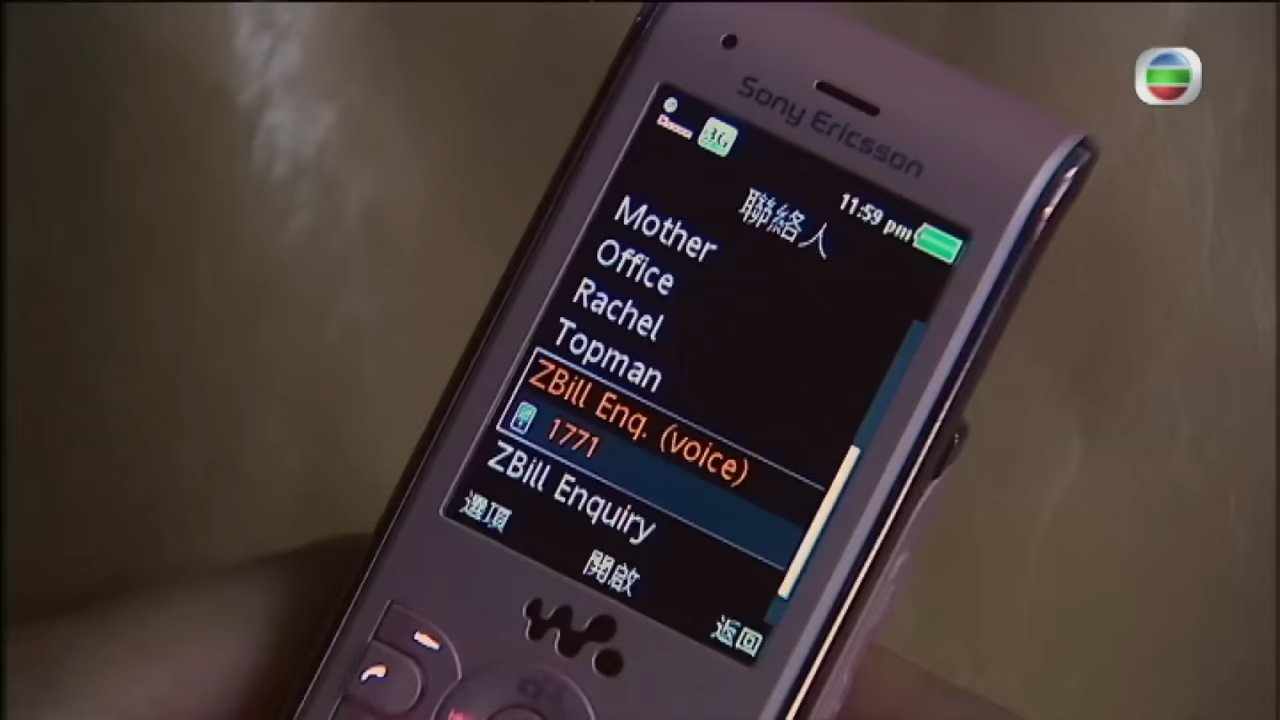 Sony Ericsson
3G
11:59 pm
聯絡人
Mother
Office
Rachel
Topman
ZBill Enq. (voice)
1771
ZBill Enquiry
選項
開啟
返回